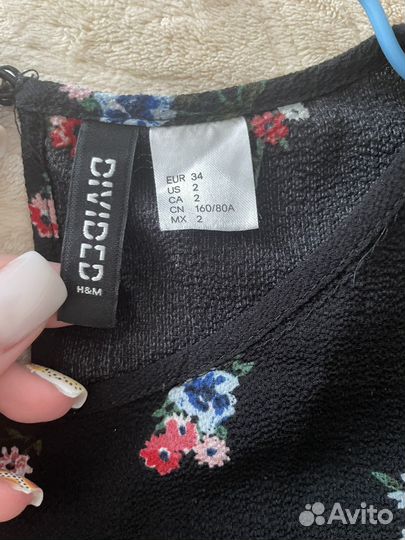 DIVIDED
H&M
EUR 34
US 2
CA 2
CN 160/80A
MX 2
Avito